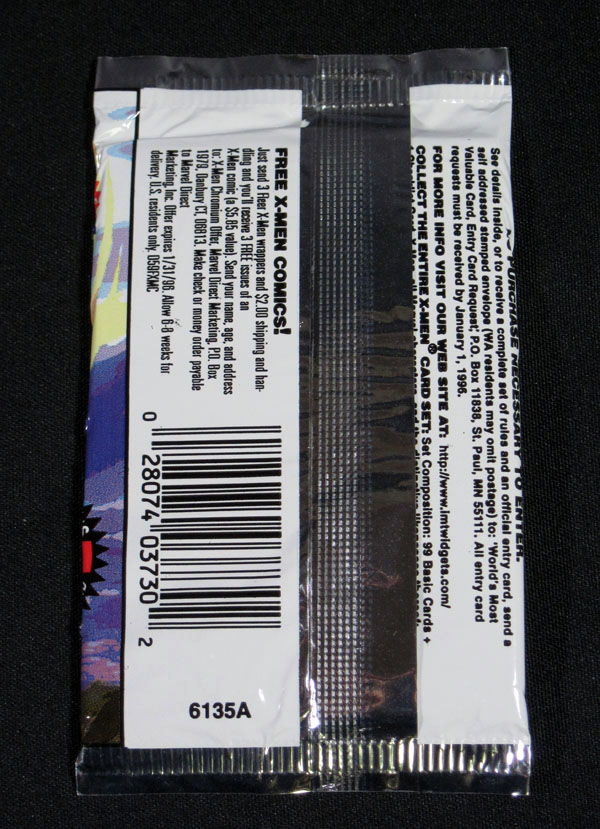 NO PURCHASE NECESSARY TO ENTER.
See details inside, or to receive a complete set of rules and an official entry card, send a
self addressed stamped envelope (WA residents may omit postage) to: 'World's Most
Valuable Card, Entry Card Request; P.O. Box 11838, St. Paul, MN 55111. All entry card
requests must be received by January 1, 1996.
FOR MORE INFO VISIT OUR WEB SITE AT: http://www.lmtwidgets.com/
COLLECT THE ENTIRE X-MEN® CARD SET: Set Composition: 99 Basic Cards +
FREE X-MEN COMICS!
Just send 3 Fleer X-Men wrappers and $2.00 shipping and han-
dling and you'll receive 3 FREE issues of an
X-Men comic (a $5.85 value). Send your name, age, and address
to: X-Men Chromium Offer, Marvel Direct Marketing, P.O. Box
1979, Danbury CT, 06813. Make check or money order payable
to Marvel Direct
Marketing, Inc. Offer expires 1/31/96. Allow 6-8 weeks for
delivery. U.S. residents only. 059FXMC
0 28074 03730 2
6135A